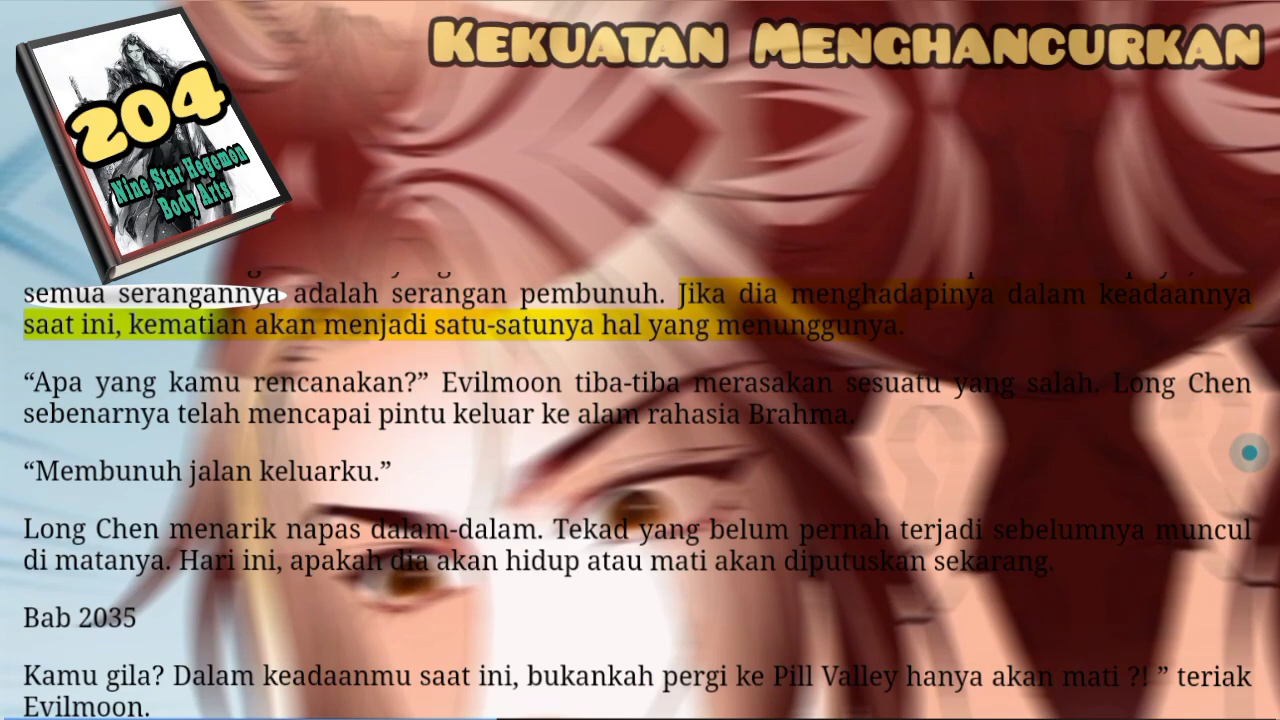 KEKUATAN MENGHANCURKAN
204
Nine Star Hegemon
Body Arts
semua serangannya adalah serangan pembunuh. Jika dia menghadapinya dalam keadaannya
saat ini, kematian akan menjadi satu-satunya hal yang menunggunya.
“Apa yang kamu rencanakan?” Evilmoon tiba-tiba merasakan sesuatu yang salah. Long Chen
sebenarnya telah mencapai pintu keluar ke alam rahasia Brahma.
“Membunuh jalan keluarku.”
Long Chen menarik napas dalam-dalam. Tekad yang belum pernah terjadi sebelumnya muncul
di matanya. Hari ini, apakah dia akan hidup atau mati akan diputuskan sekarang.
Bab 2035
Kamu gila? Dalam keadaanmu saat ini, bukankah pergi ke Pill Valley hanya akan mati ?! ” teriak
Evilmoon.